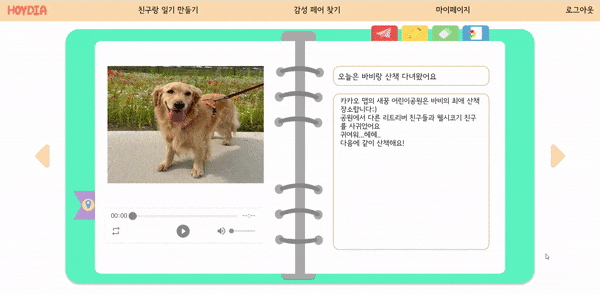 HOYDIA
친구랑 일기 만들기
감성 페어 찾기
마이페이지
로그아웃
오늘은 바비랑 산책 다녀왔어요
카카오 맵의 새꿈 어린이공원은 바비의 최애 산책
장소랍니다:)
공원에서 다른 리트리버 친구들과 웰시코기 친구
를 사귀었어요
귀여워...헤헤..
다음에 같이 산책해요!
00:00
--:--